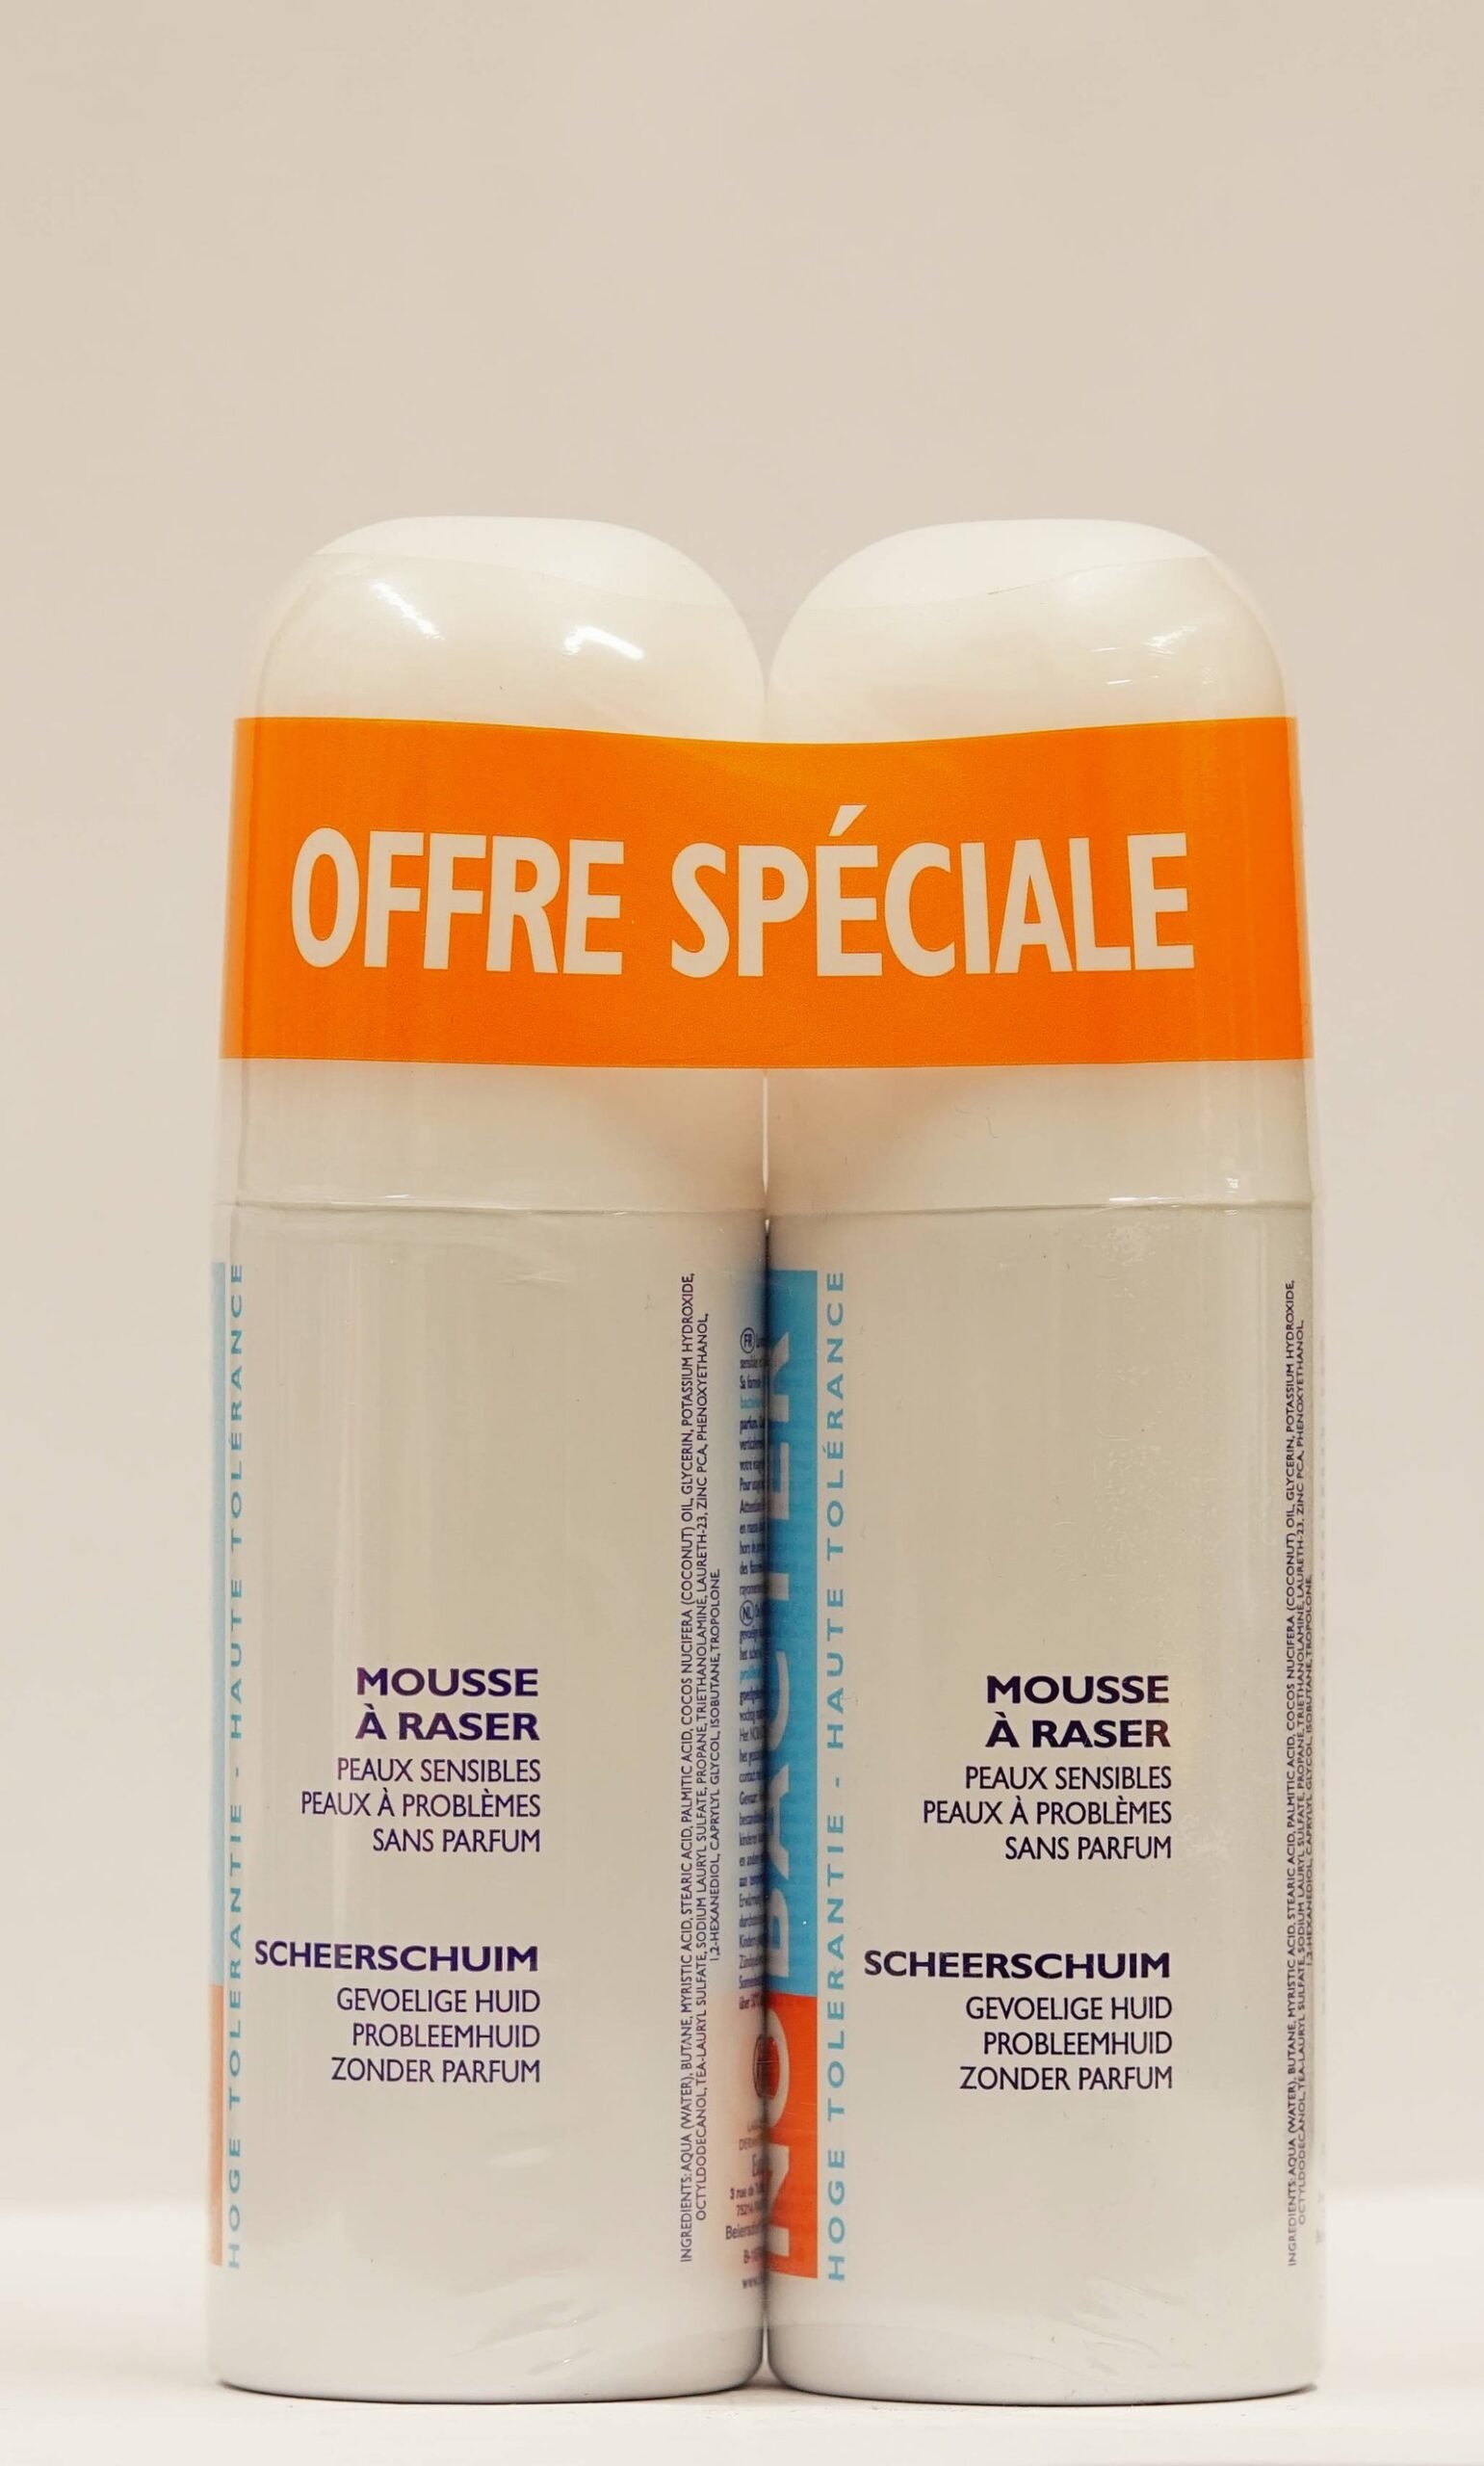 OFFRE SPÉCIALE
HOGE TOLERANTIE - HAUTE TOLÉRANCE
MOUSSE
À RASER
PEAUX SENSIBLES
PEAUX À PROBLÈMES
SANS PARFUM
SCHEERSCHUIM
GEVOELIGE HUID
PROBLEEMHUID
ZONDER PARFUM
INGREDIENTS: AQUA (WATER), BUTANE, MYRISTIC ACID, STEARIC ACID, PALMITIC ACID, COCOS NUCIFERA (COCONUT) OIL, GLYCERIN, POTASSIUM HYDROXIDE,
OCTYLDODECANOL, TEA-LAURYL SULFATE, SODIUM LAURYL SULFATE, PROPANE, TRIETHANOLAMINE, LAURETH-23, ZINC PCA, PHENOXYETHANOL,
1,2-HEXANEDIOL, CAPRYLYL GLYCOL, ISOBUTANE, TROPOLONE.
FR
NL
NOBACTER
HOGE TOLERANTIE - HAUTE TOLÉRANCE
MOUSSE
À RASER
PEAUX SENSIBLES
PEAUX À PROBLÈMES
SANS PARFUM
SCHEERSCHUIM
GEVOELIGE HUID
PROBLEEMHUID
ZONDER PARFUM
INGREDIENTS: AQUA (WATER), BUTANE, MYRISTIC ACID, STEARIC ACID, PALMITIC ACID, COCOS NUCIFERA (COCONUT) OIL, GLYCERIN, POTASSIUM HYDROXIDE,
OCTYLDODECANOL, TEA-LAURYL SULFATE, SODIUM LAURYL SULFATE, PROPANE, TRIETHANOLAMINE, LAURETH-23, ZINC PCA, PHENOXYETHANOL,
1,2-HEXANEDIOL, CAPRYLYL GLYCOL, ISOBUTANE, TROPOLONE.